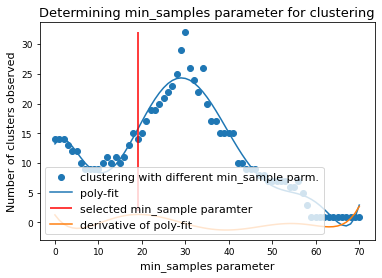 Determining min_samples parameter for clustering
Number of clusters observed
30
25
20
15
10
5
0
clustering with different min_sample parm.
poly-fit
selected min_sample paramter
derivative of poly-fit
0 10 20 30 40 50 60 70
min_samples parameter